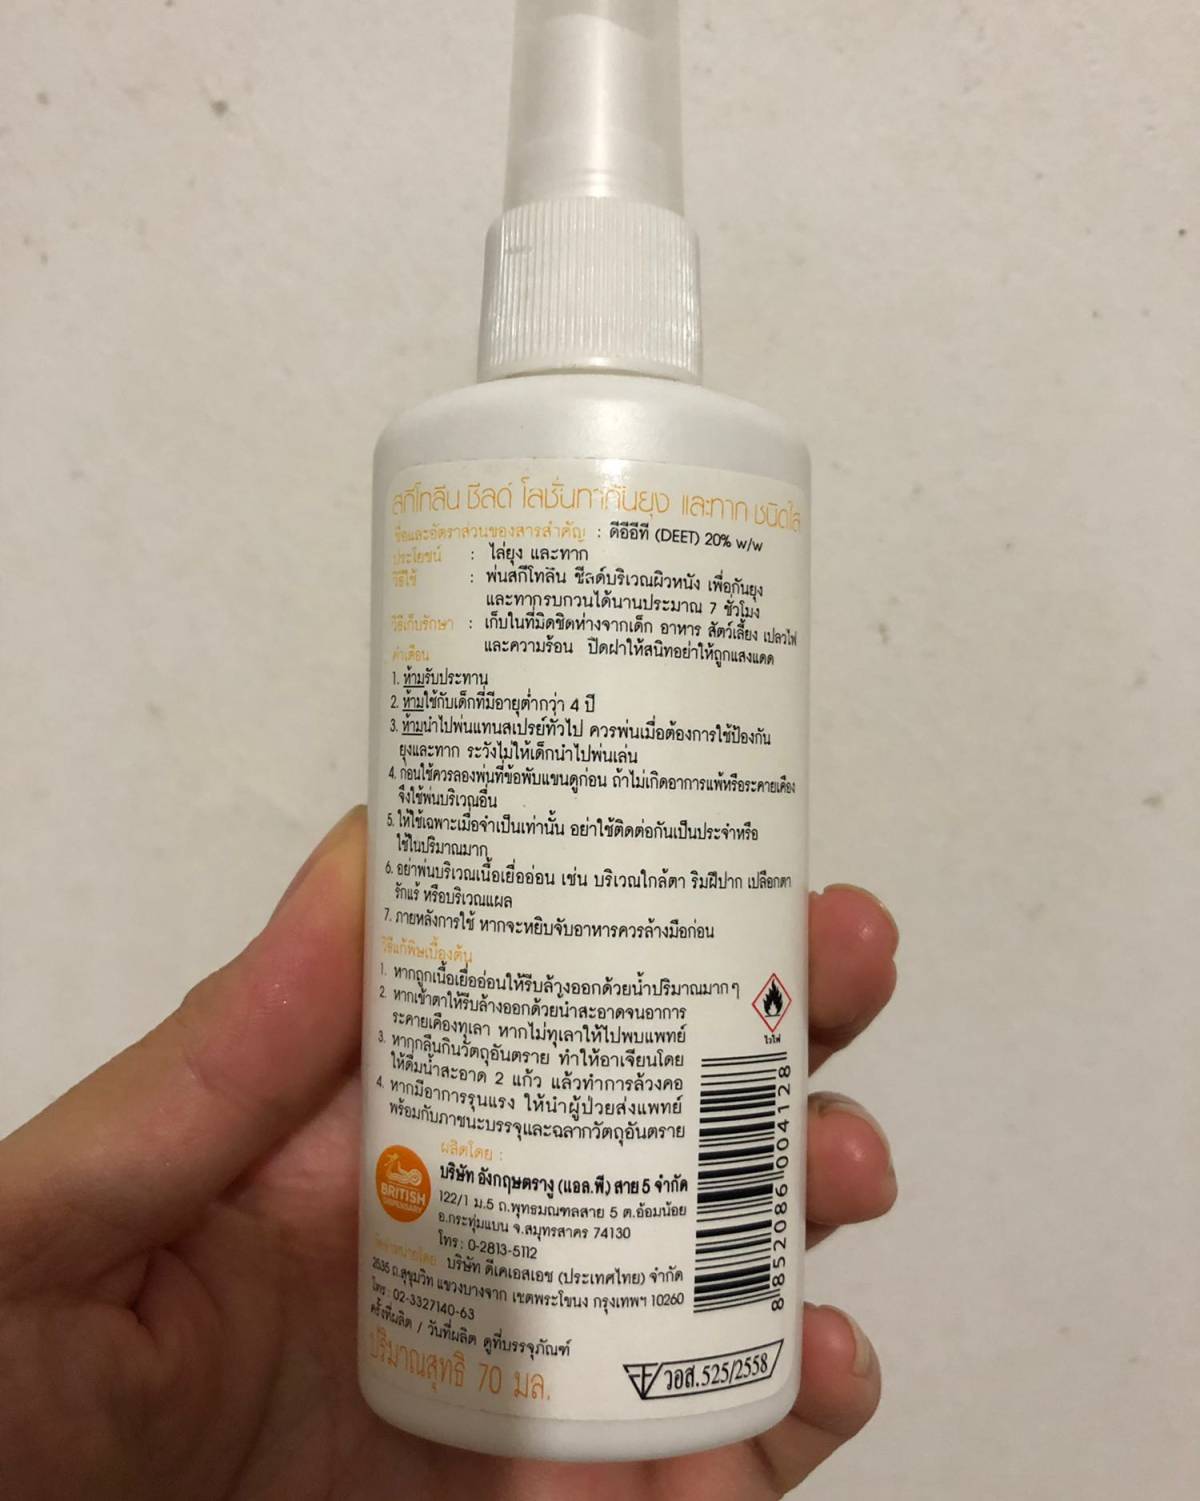 สกีโทลีน ชีลด์ โลชั่นทากันยุง และทาก ชนิดใส
ชื่อและอัตราส่วนของสารสำคัญ : ดีอีอีที (DEET) 20% w/w
ประโยชน์ : ไล่ยุง และทาก
วิธีใช้ : พ่นสกีโทลีน ชีลด์บริเวณผิวหนัง เพื่อกันยุง
และทากรบกวนได้นานประมาณ 7 ชั่วโมง
วิธีเก็บรักษา : เก็บในที่มิดชิดห่างจากเด็ก อาหาร สัตว์เลี้ยง เปลวไฟ
และความร้อน ปิดฝาให้สนิทอย่าให้ถูกแสงแดด
คำเตือน
1. ห้ามรับประทาน
2. ห้ามใช้กับเด็กที่มีอายุต่ำกว่า 4 ปี
3. ห้ามนำไปพ่นแทนสเปรย์ทั่วไป ควรพ่นเมื่อต้องการใช้ป้องกัน
ยุงและทาก ระวังไม่ให้เด็กนำไปพ่นเล่น
4. ก่อนใช้ควรลองพ่นที่ข้อพับแขนดูก่อน ถ้าไม่เกิดอาการแพ้หรือระคายเคือง
จึงใช้พ่นบริเวณอื่น
5. ให้ใช้เฉพาะเมื่อจำเป็นเท่านั้น อย่าใช้ติดต่อกันเป็นประจำหรือ
ใช้ในปริมาณมาก
6. อย่าพ่นบริเวณเนื้อเยื่ออ่อน เช่น บริเวณใกล้ตา ริมฝีปาก เปลือกตา
รักแร้ หรือบริเวณแผล
7. ภายหลังการใช้ หากจะหยิบจับอาหารควรล้างมือก่อน
วิธีแก้พิษเบื้องต้น
1. หากถูกเนื้อเยื่ออ่อนให้รีบล้างออกด้วยน้ำปริมาณมากๆ
2. หากเข้าตาให้รีบล้างออกด้วยน้ำสะอาดจนอาการ
ระคายเคืองทุเลา หากไม่ทุเลาให้ไปพบแพทย์
3. หากกลืนกินวัตถุอันตราย ทำให้อาเจียนโดย
ให้ดื่มน้ำสะอาด 2 แก้ว แล้วทำการล้วงคอ
4. หากมีอาการรุนแรง ให้นำผู้ป่วยส่งแพทย์
พร้อมกับภาชนะบรรจุและฉลากวัตถุอันตราย
ไวไฟ
8852086004128
BRITISH
DISPENSARY
ผลิตโดย :
บริษัท อังกฤษตรางู (แอล.พี.) สาย 5 จำกัด
122/1 ม.5 ถ.พุทธมณฑลสาย 5 ต.อ้อมน้อย
อ.กระทุ่มแบน จ.สมุทรสาคร 74130
โทร : 0-2813-5112
จัดจำหน่ายโดย บริษัท ดีเคเอสเอช (ประเทศไทย) จำกัด
2535 ถ.สุขุมวิท แขวงบางจาก เขตพระโขนง กรุงเทพฯ 10260
โทร : 02-3327140-63
ครั้งที่ผลิต / วันที่ผลิต ดูที่บรรจุภัณฑ์
ปริมาณสุทธิ 70 มล.
วอส.525/2558